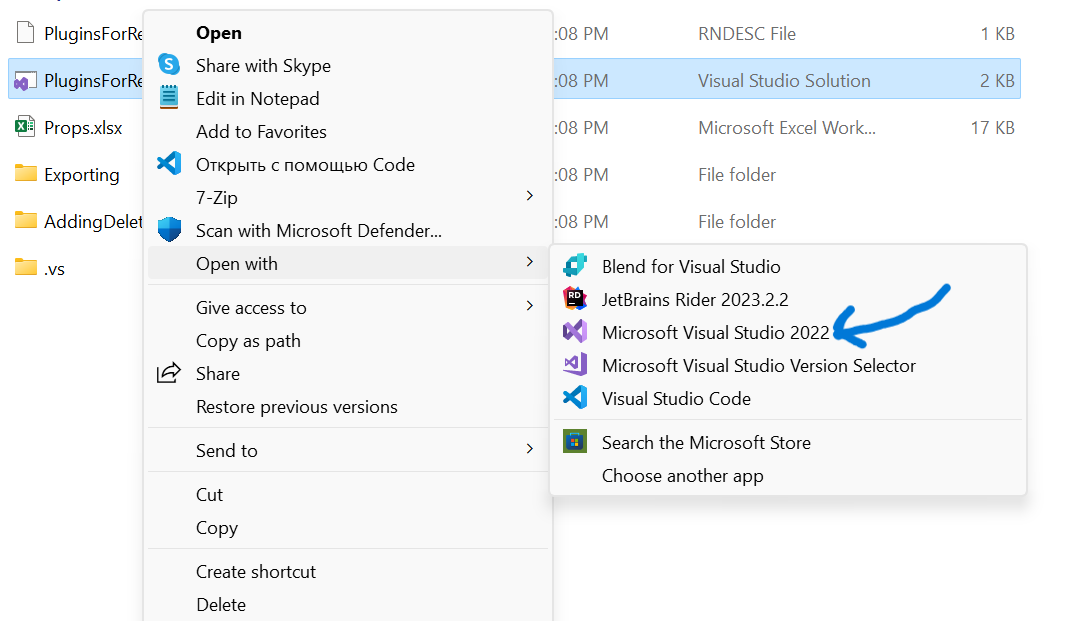 PluginsForRe
:08 PM
RNDESC File
1 KB
PluginsForRe
:08 PM
Visual Studio Solution
2 KB
Props.xlsx
:08 PM
Microsoft Excel Work...
17 KB
Exporting
:08 PM
File folder
AddingDelet
:08 PM
File folder
.vs
Open
Share with Skype
Edit in Notepad
Add to Favorites
Открыть с помощью Code
7-Zip
Scan with Microsoft Defender...
Open with
Give access to
Copy as path
Share
Restore previous versions
Send to
Cut
Copy
Create shortcut
Delete
Blend for Visual Studio
RD
JetBrains Rider 2023.2.2
Microsoft Visual Studio 2022
Microsoft Visual Studio Version Selector
Visual Studio Code
Search the Microsoft Store
Choose another app